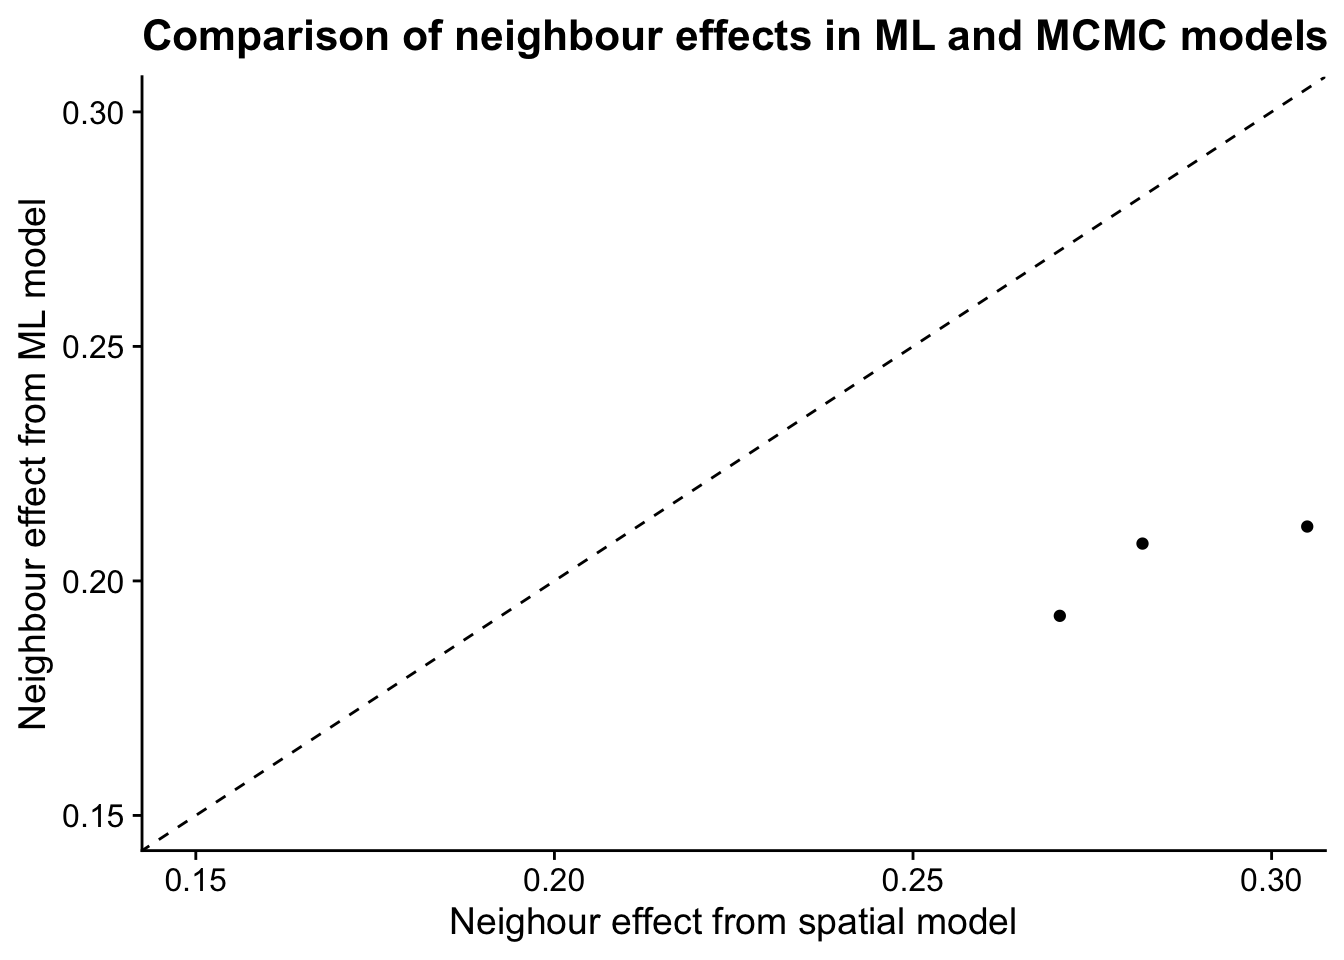 Comparison of neighbour effects in ML and MCMC models
Neighbour effect from ML model
0.30
0.25
0.20
0.15
0.15
0.20
0.25
0.30
Neighour effect from spatial model